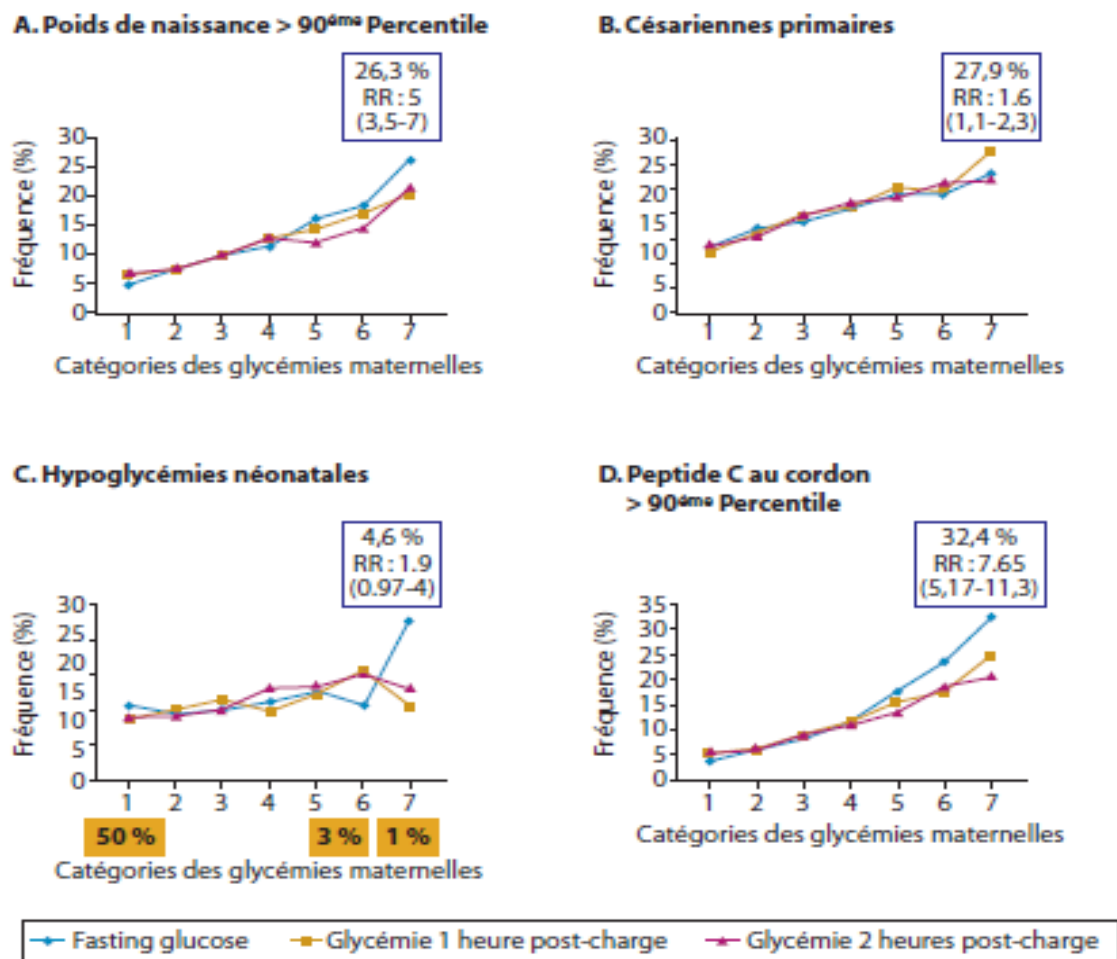 A. Poids de naissance > 90ème Percentile
26,3 %
RR : 5
(3,5-7)
Fréquence (%)
30
25
20
15
10
5
0
1 2 3 4 5 6 7
Catégories des glycémies maternelles
B. Césariennes primaires
27,9 %
RR : 1.6
(1,1-2,3)
Fréquence (%)
30
25
20
15
10
5
0
1 2 3 4 5 6 7
Catégories des glycémies maternelles
C. Hypoglycémies néonatales
4,6 %
RR : 1.9
(0.97-4)
Fréquence (%)
30
25
20
15
10
5
0
1 2 3 4 5 6 7
50 % 3 % 1 %
Catégories des glycémies maternelles
D. Peptide C au cordon
> 90ème Percentile
32,4 %
RR : 7.65
(5,17-11,3)
Fréquence (%)
35
30
25
20
15
10
5
0
1 2 3 4 5 6 7
Catégories des glycémies maternelles
Fasting glucose Glycémie 1 heure post-charge Glycémie 2 heures post-charge